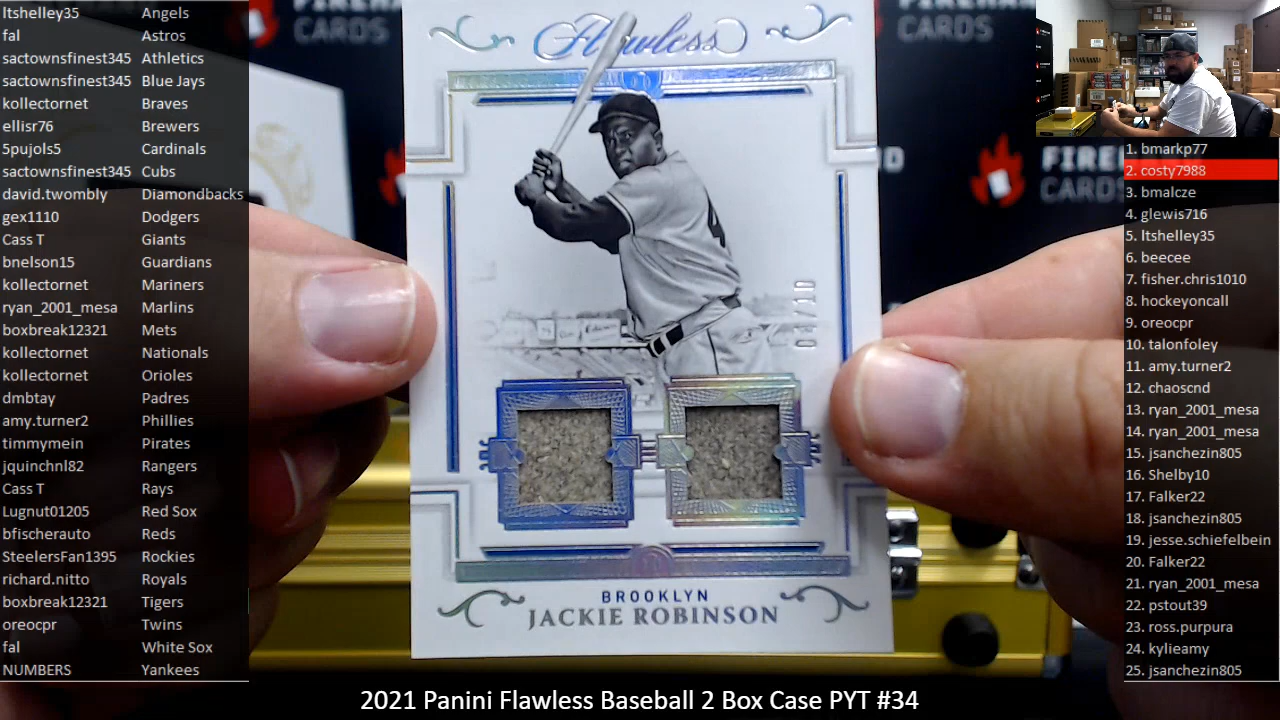 ltshelley35 Angels
fal Astros
sactownsfinest345 Athletics
sactownsfinest345 Blue Jays
kollectornet Braves
ellisr76 Brewers
5pujols5 Cardinals
sactownsfinest345 Cubs
david.twombly Diamondbacks
gex1110 Dodgers
Cass T Giants
bnelson15 Guardians
kollectornet Mariners
ryan_2001_mesa Marlins
boxbreak12321 Mets
kollectornet Nationals
kollectornet Orioles
dmbtay Padres
amy.turner2 Phillies
timmymein Pirates
jquinchnl82 Rangers
Cass T Rays
Lugnut01205 Red Sox
bfischerauto Reds
SteelersFan1395 Rockies
richard.nitto Royals
boxbreak12321 Tigers
oreocpr Twins
fal White Sox
NUMBERS Yankees
CARDS
Flawless
CARDS
FIREH
CARDS
4
BROOKLYN
JACKIE ROBINSON
1. bmarkp77
2. costy7988
3. bmalcze
4. glewis716
5. ltshelley35
6. beecee
7. fisher.chris1010
8. hockeyoncall
9. oreocpr
10. talonfoley
11. amy.turner2
12. chaoscnd
13. ryan_2001_mesa
14. ryan_2001_mesa
15. jsanchezin805
16. Shelby10
17. Falker22
18. jsanchezin805
19. jesse.schiefelbein
20. Falker22
21. ryan_2001_mesa
22. pstout39
23. ross.purpura
24. kylieamy
25. jsanchezin805
2021 Panini Flawless Baseball 2 Box Case PYT #34